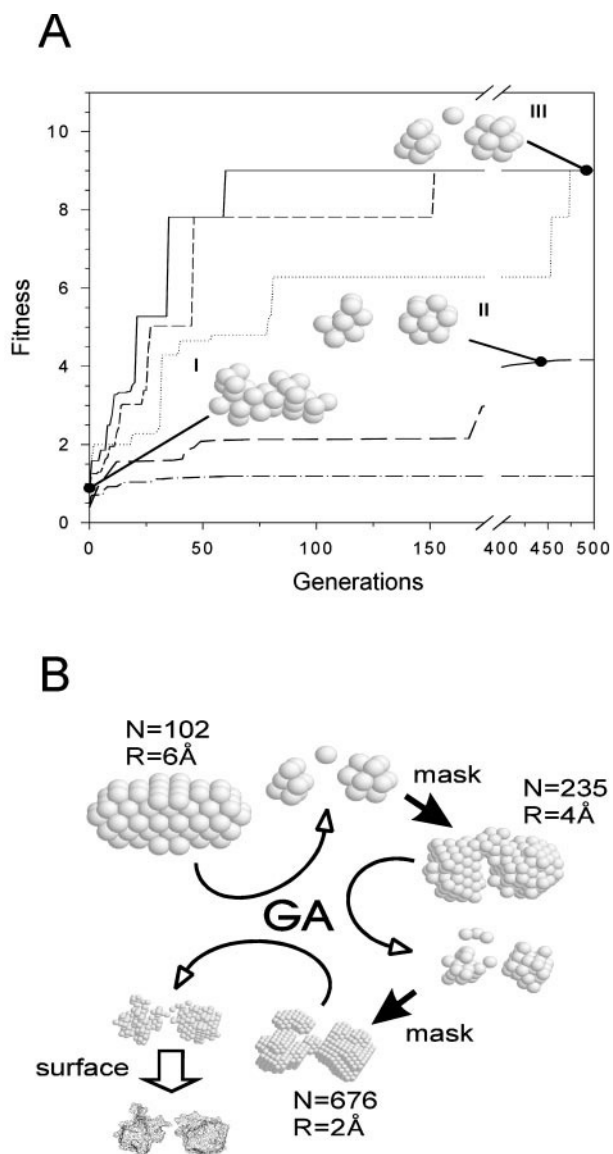 A
11
10
8
6
4
2
0
Fitness
I
II
III
0 50 100 150 400 450 500
Generations
B
N=102
R=6Å
mask
N=235
R=4Å
GA
mask
surface
N=676
R=2Å